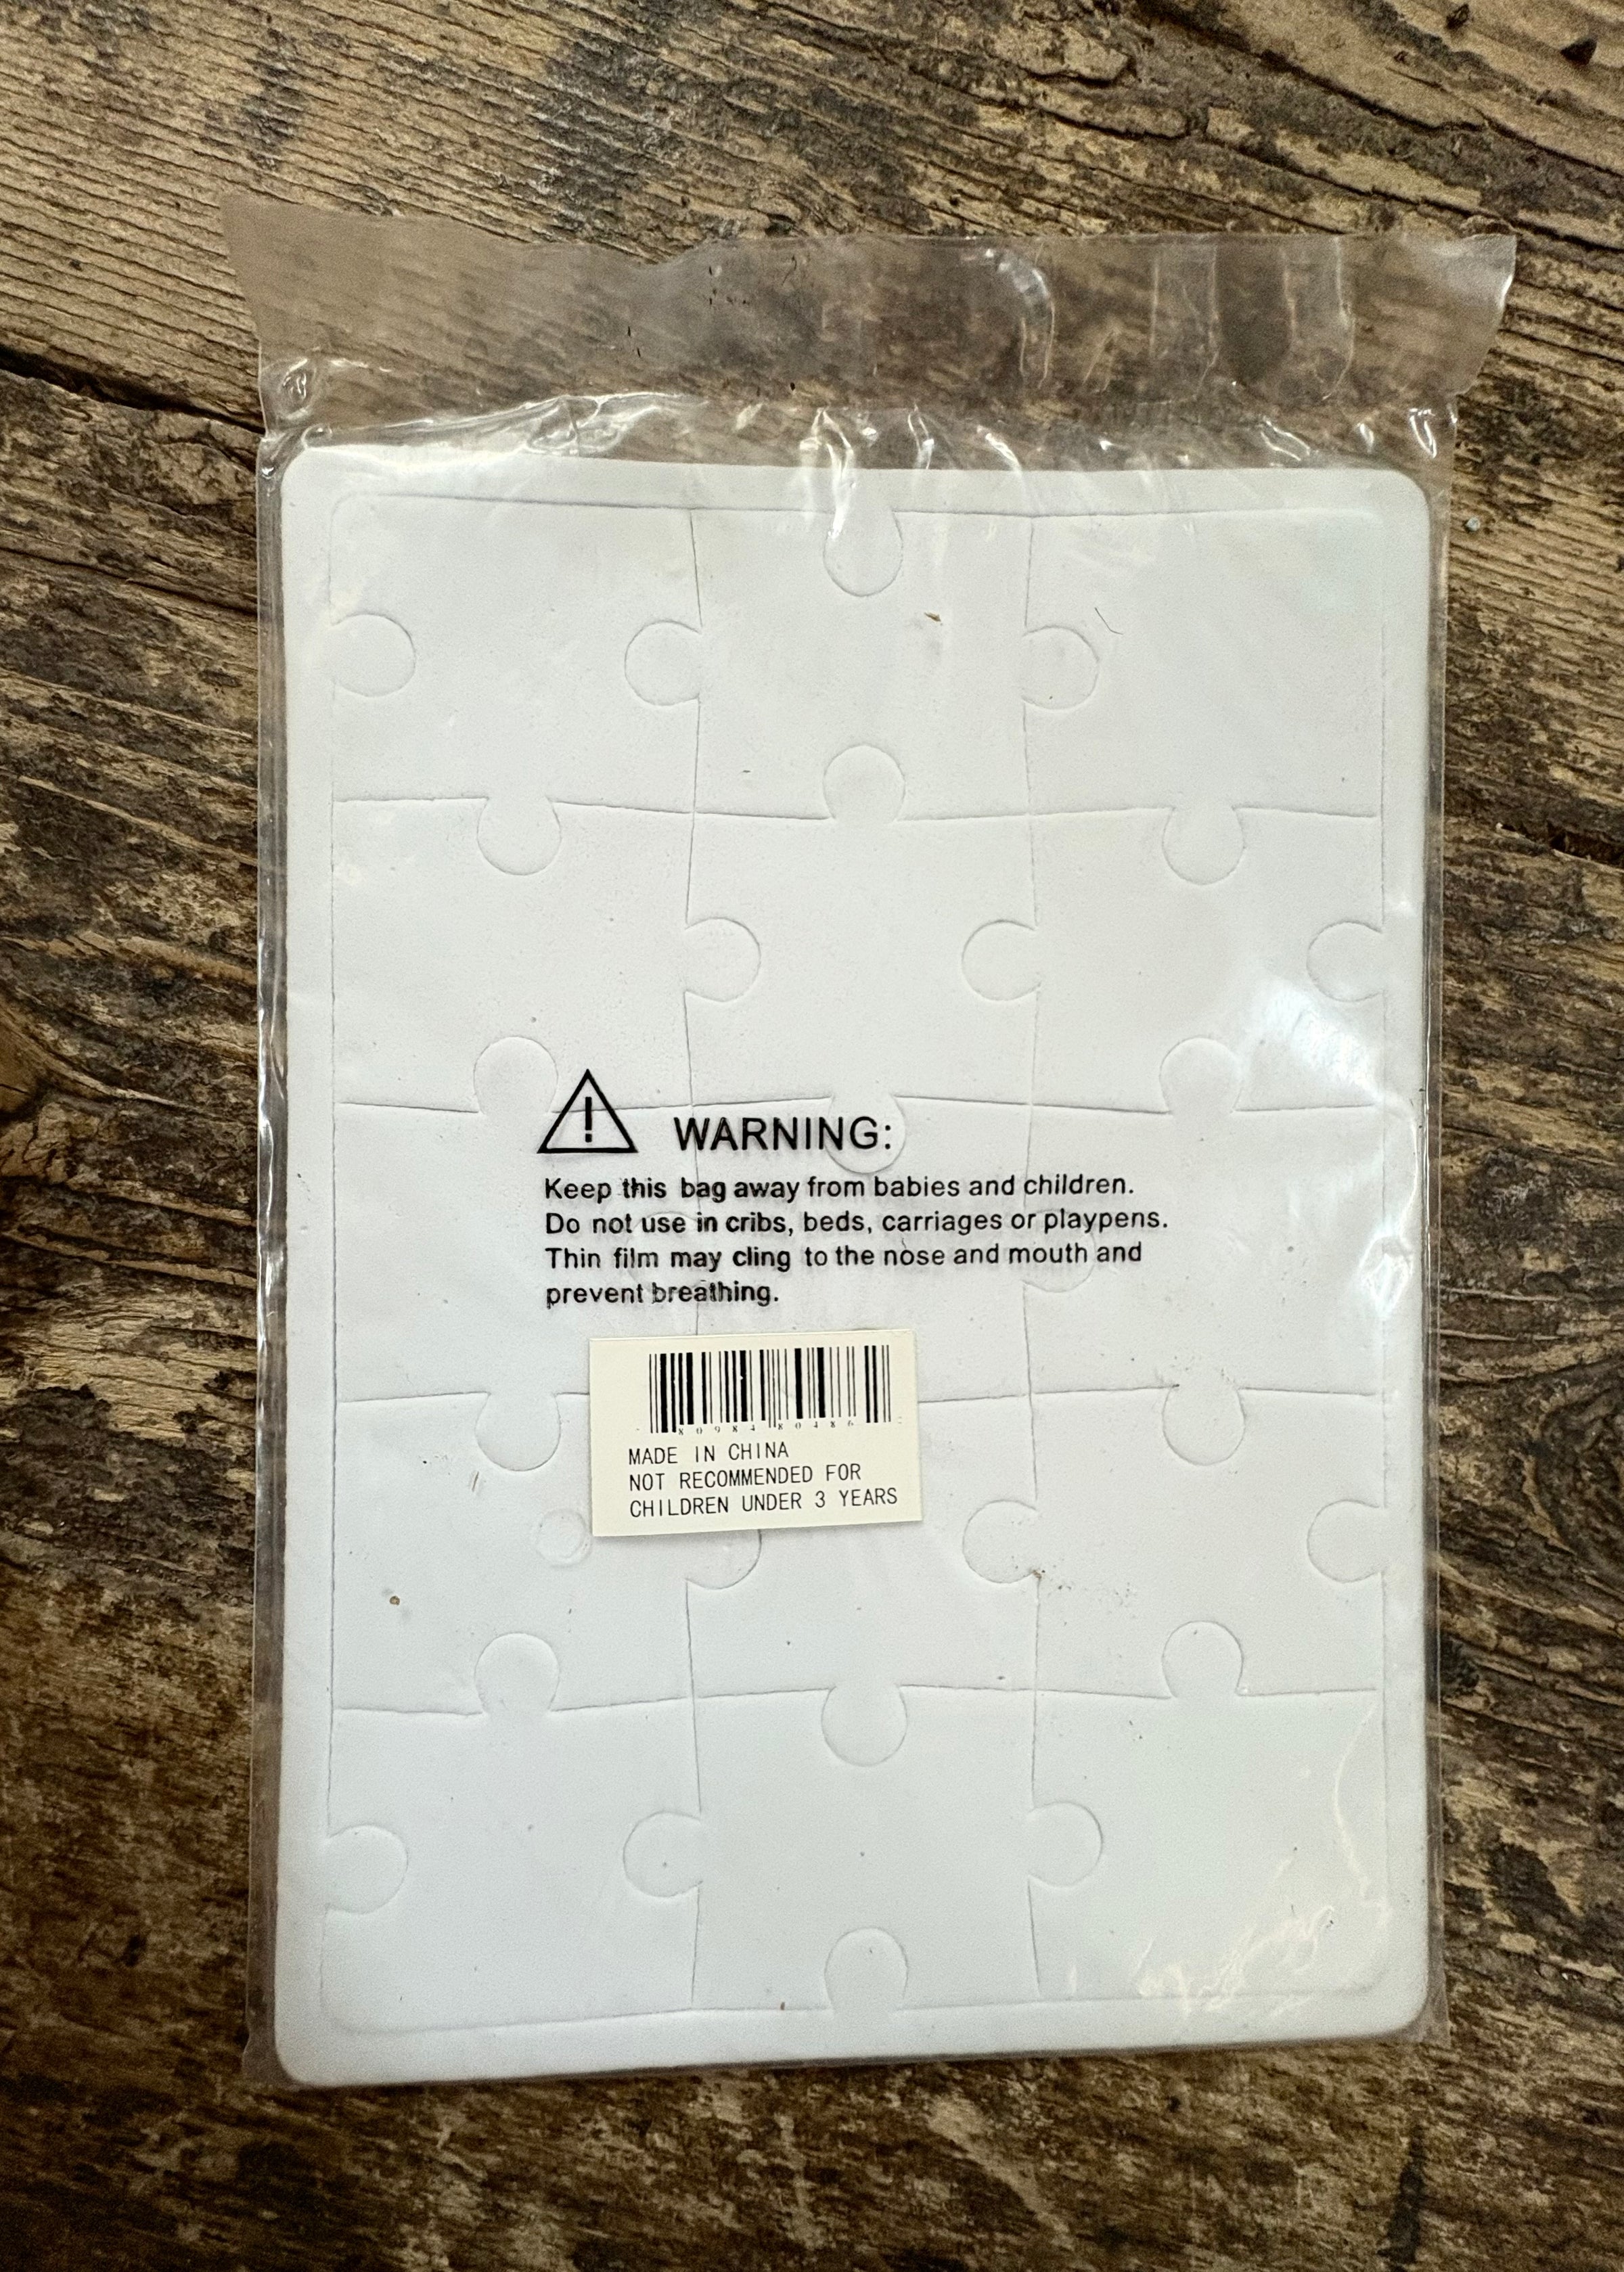 WARNING:
Keep this bag away from babies and children.
Do not use in cribs, beds, carriages or playpens.
Thin film may cling to the nose and mouth and
prevent breathing.
MADE IN CHINA
NOT RECOMMENDED FOR
CHILDREN UNDER 3 YEARS